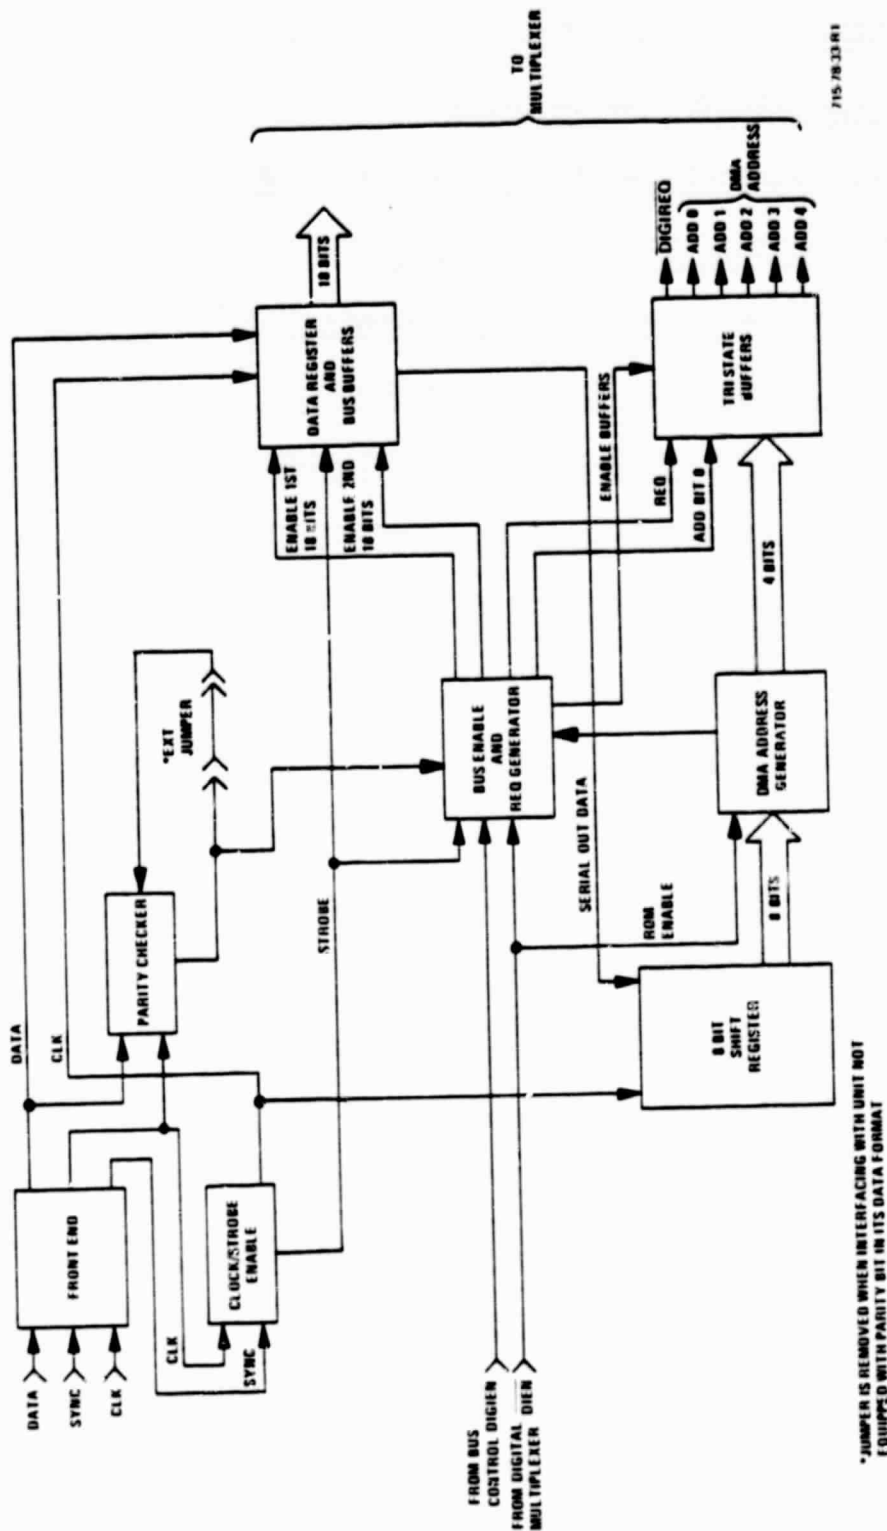 DATA
SYNC
CLK
FRONT END
DATA
CLK
CLK
SYNC
CLOCK/STROBE
ENABLE
PARITY CHECKER
*EXT
JUMPER
STROBE
ENABLE 1ST
18 BITS
ENABLE 2ND
18 BITS
DATA REGISTER
AND
BUS BUFFERS
18 BITS
TO
MULTIPLEXER
FROM BUS
CONTROL DIGIEN
FROM DIGITAL DIEN
MULTIPLEXER
BUS ENABLE
AND
REQ GENERATOR
SERIAL OUT DATA
ENABLE BUFFERS
REQ
ADD BIT 0
ROM
ENABLE
8 BIT
SHIFT
REGISTER
8 BITS
DMA ADDRESS
GENERATOR
4 BITS
TRI STATE
BUFFERS
DIGIREQ
ADD 0
ADD 1
ADD 2
ADD 3
ADD 4
DMA
ADDRESS
*JUMPER IS REMOVED WHEN INTERFACING WITH UNIT NOT
EQUIPPED WITH PARITY BIT IN ITS DATA FORMAT
715-78-33-R1